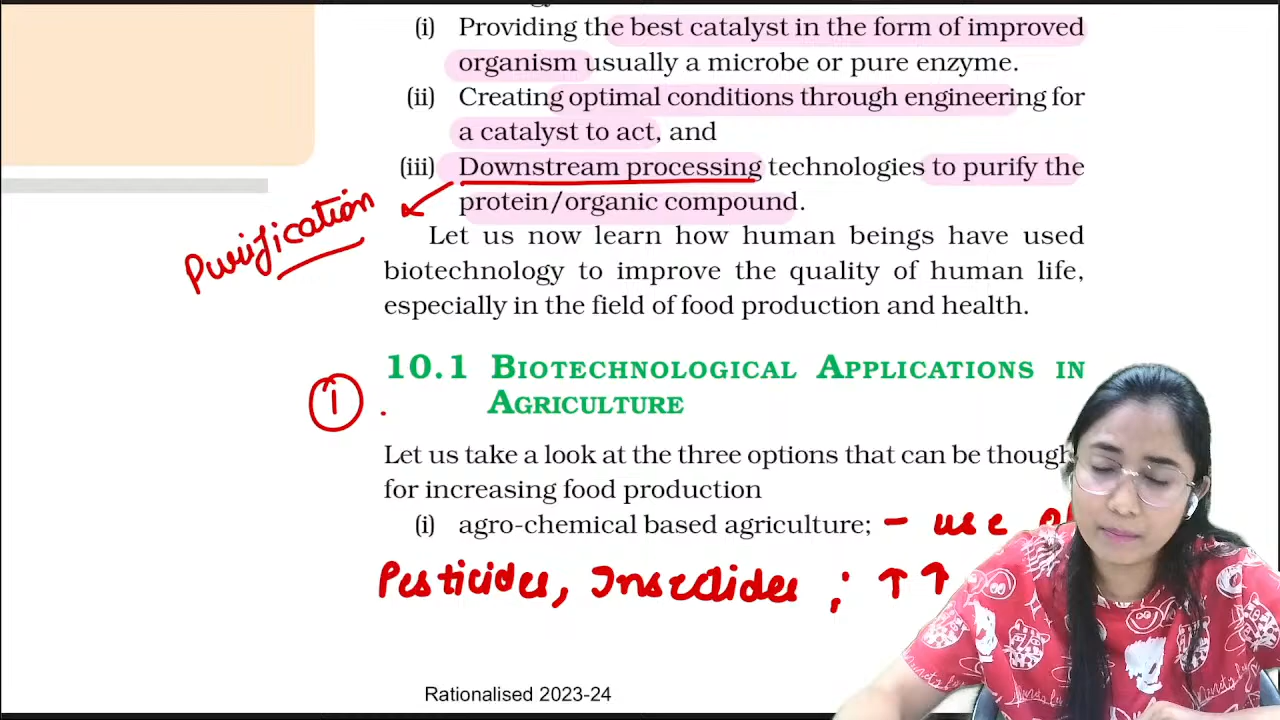 (i) Providing the best catalyst in the form of improved
organism usually a microbe or pure enzyme.
(ii) Creating optimal conditions through engineering for
a catalyst to act, and
(iii) Downstream processing technologies to purify the
protein/organic compound.
Purification
Let us now learn how human beings have used
biotechnology to improve the quality of human life,
especially in the field of food production and health.
10.1 BIOTECHNOLOGICAL APPLICATIONS IN
AGRICULTURE
1
Let us take a look at the three options that can be though
for increasing food production
(i) agro-chemical based agriculture; - use of
Pesticides, Insectides ; ↑↑
Rationalised 2023-24